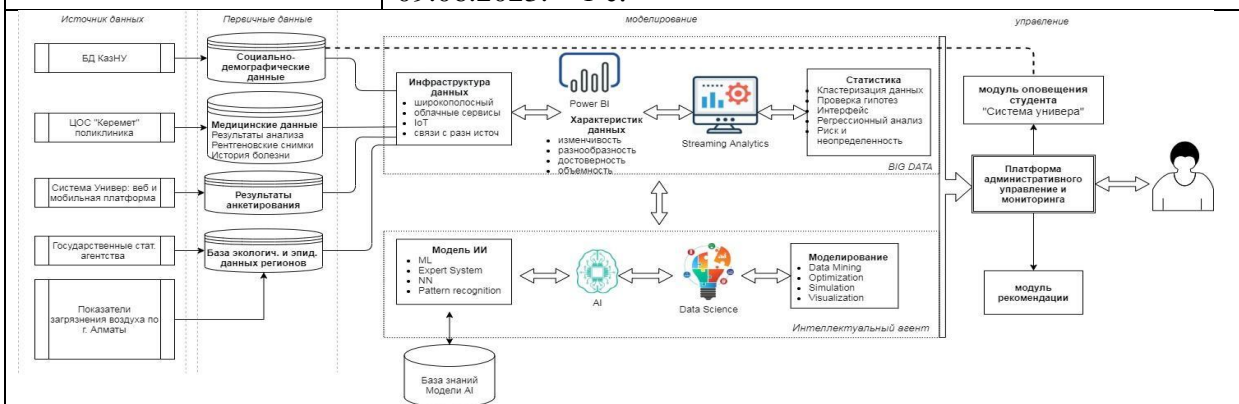 09.06.2023. – 1 с.
Источник данных
Первичные данные
моделирование
управление
БД КазНУ
ЦОС "Керемет"
поликлиника
Система Универ: веб и
мобильная платформа
Государственные стат.
агентства
Показатели
загрязнения воздуха по
г. Алматы
Социально-
демографические
данные
Медицинские данные
Результаты анализа
Рентгеновские снимки
История болезни
Результаты
анкетирования
База экологич. и эпид.
данных регионов
Инфраструктура
данных
широкополосный
облачные сервисы
IoT
связи с разн источ
Power BI
Характеристик
данных
изменчивость
разнообразность
достоверность
объемность
Streaming Analytics
Статистика
Кластеризация данных
Проверка гипотез
Интерфейс
Регрессионный анализ
Риск и
неопределенность
BIG DATA
Модель ИИ
ML
Expert System
NN
Pattern recognition
AI
Data Science
Моделирование
Data Mining
Optimization
Simulation
Visualization
Интеллектуальный агент
База знаний
Модели AI
модуль оповещения
студента
"Система универа"
Платформа
административного
управление и
мониторинга
модуль
рекомендации